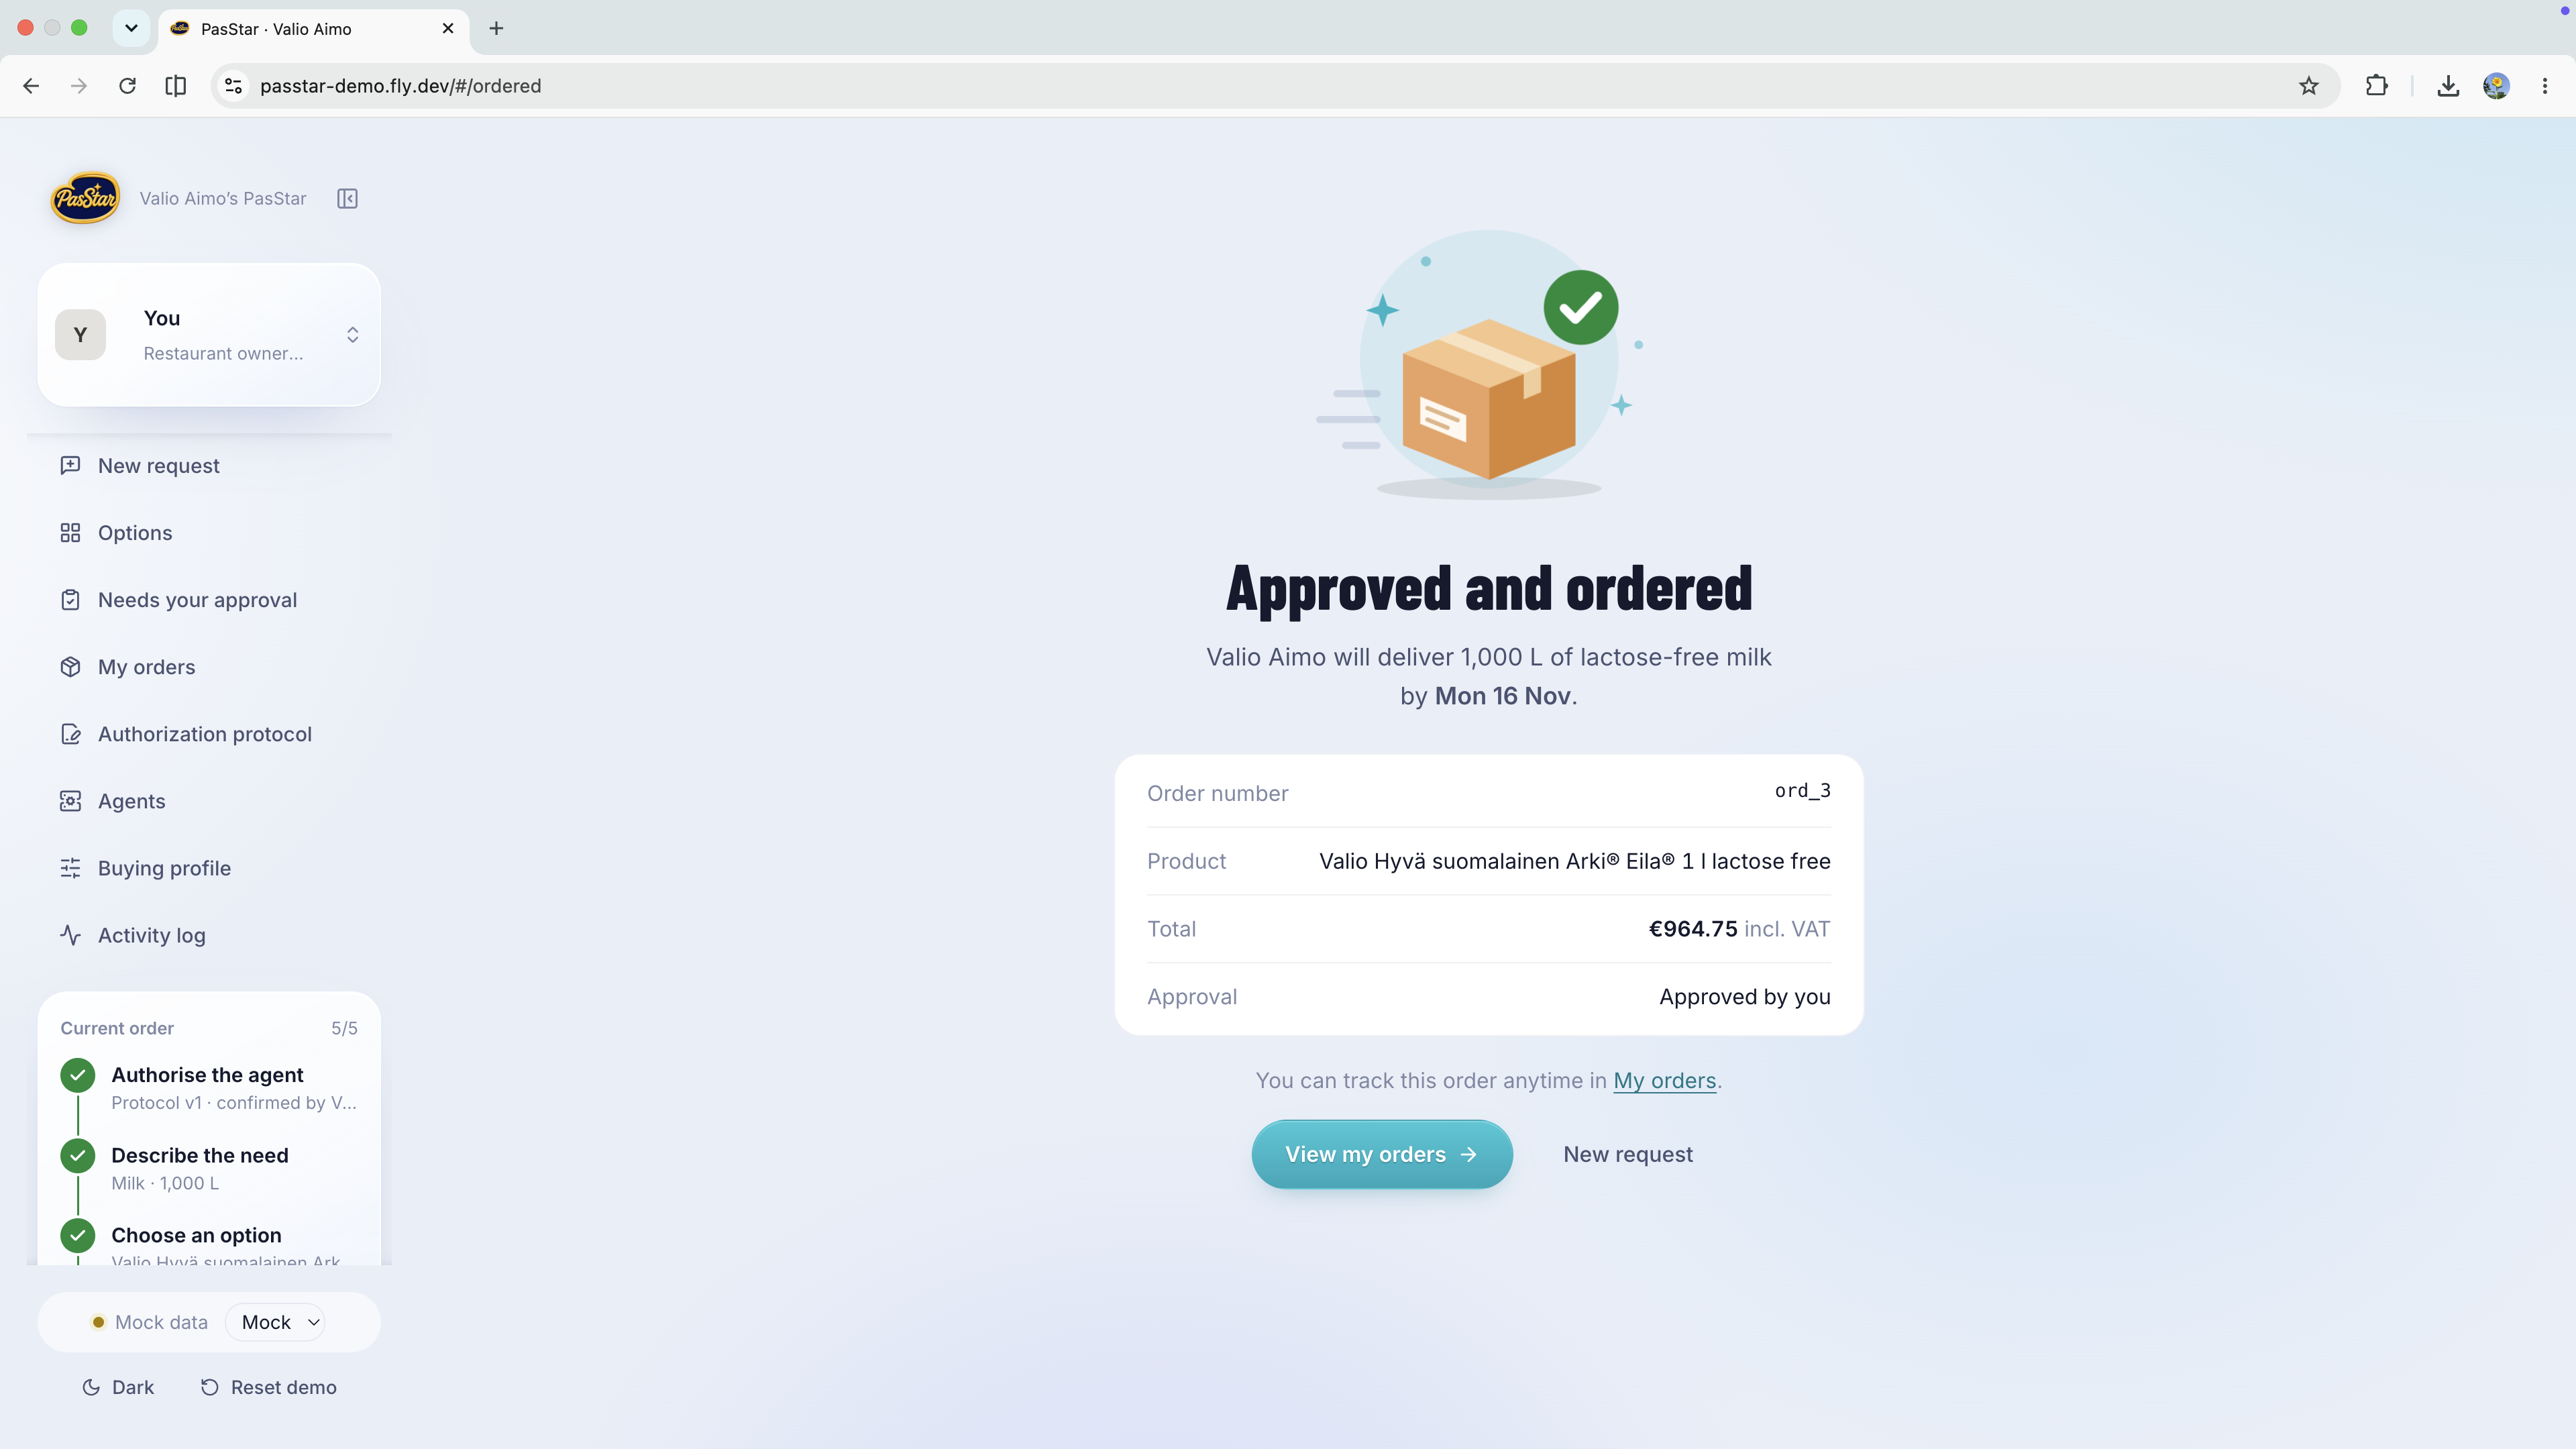 PasStar · Valio Aimo
passtar-demo.fly.dev/#/ordered
PasStar
Valio Aimo's PasStar
Y
You
Restaurant owner...
New request
Options
Needs your approval
My orders
Authorization protocol
Agents
Buying profile
Activity log
Current order 5/5
Authorise the agent
Protocol v1 · confirmed by V...
Describe the need
Milk · 1,000 L
Choose an option
Valio Hyvä suomalainen Ark
Mock data Mock
Dark Reset demo
Approved and ordered
Valio Aimo will deliver 1,000 L of lactose-free milk
by Mon 16 Nov.
Order number ord_3
Product Valio Hyvä suomalainen Arki® Eila® 1 l lactose free
Total €964.75 incl. VAT
Approval Approved by you
You can track this order anytime in My orders.
View my orders → New request